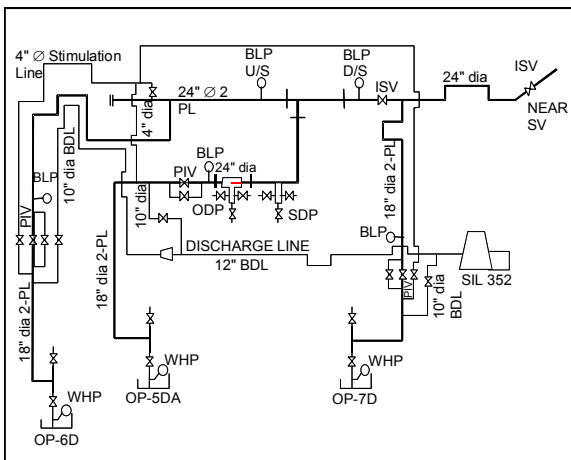 4" Ø Stimulation
Line
BLP
U/S
BLP
D/S
ISV
24" dia
ISV
NEAR
SV
24" Ø 2
PL
4" dia
10" dia BDL
BLP
PIV
18" dia 2-PL
BLP
PIV
24" dia
10" dia
ODP
SDP
18" dia 2-PL
BLP
DISCHARGE LINE
12" BDL
18" dia 2-PL
PIV
10" dia
BDL
SIL 352
WHP
OP-6D
WHP
OP-5DA
WHP
OP-7D